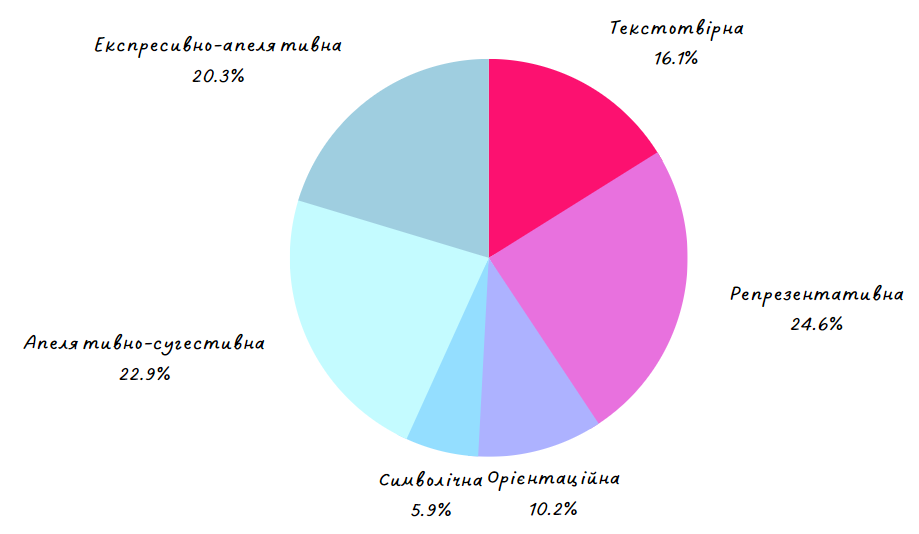 Текстотвірна
16.1%
Експресивно-апелятивна
20.3%
Репрезентативна
24.6%
Апелятивно-сугестивна
22.9%
Символічна
5.9%
Орієнтаційна
10.2%